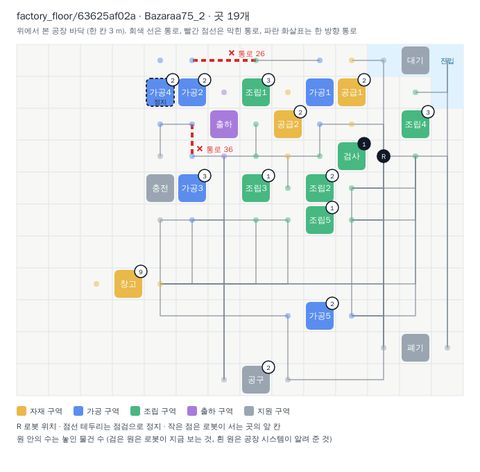 factory_floor/63625af02a · Bazaraa75_2 · 곳 19개
위에서 본 공장 바닥 (한 칸 3 m). 회색 선은 통로, 빨간 점선은 막힌 통로, 파란 화살표는 한 방향 통로
× 통로 26
대기
진입
가공4
2
정지
가공2
2
조립1
3
가공1
공급1
2
출하
공급2
2
조립4
3
× 통로 36
검사
1
R
충전
가공3
3
조립3
1
조립2
2
조립5
1
창고
9
가공5
2
폐기
공구
2
자재 구역
가공 구역
조립 구역
출하 구역
지원 구역
R 로봇 위치 · 점선 테두리는 점검으로 정지 · 작은 점은 로봇이 서는 곳의 앞 칸
원 안의 수는 놓인 물건 수 (검은 원은 로봇이 지금 보는 것, 흰 원은 공장 시스템이 알려 준 것)